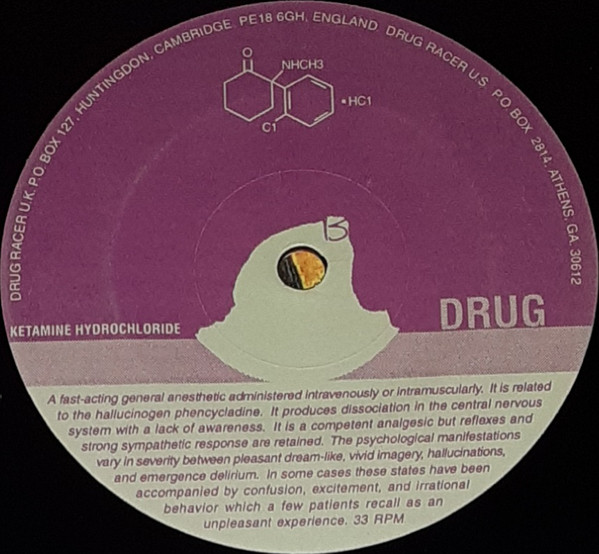 DRUG RACER U.K. P.O. BOX 127, HUNTINGDON, CAMBRIDGE PE18 6GH, ENGLAND DRUG RACER U.S. P.O. BOX 2814, ATHENS, GA. 30612
O
NHCH3
•HC1
C1
B
KETAMINE HYDROCHLORIDE
DRUG
A fast-acting general anesthetic administered intravenously or intramuscularly. It is related
to the hallucinogen phencycladine. It produces dissociation in the central nervous
system with a lack of awareness. It is a competent analgesic but reflexes and
strong sympathetic response are retained. The psychological manifestations
vary in severity between pleasant dream-like, vivid imagery, hallucinations,
and emergence delirium. In some cases these states have been
accompanied by confusion, excitement, and irrational
behavior which a few patients recall as an
unpleasant experience. 33 RPM